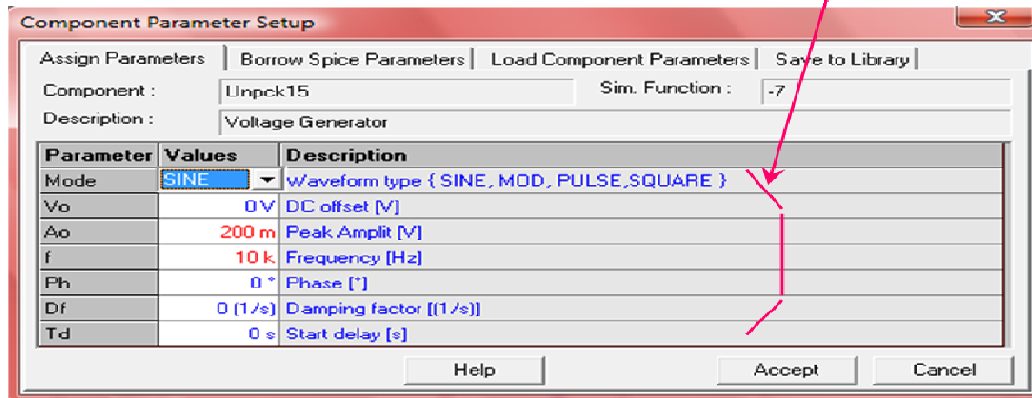 Component Parameter Setup
Assign Parameters Borrow Spice Parameters Load Component Parameters Save to Library
Component : Unpck15 Sim. Function : -7
Description : Voltage Generator
Parameter Values Description
Mode SINE Waveform type { SINE, MOD, PULSE,SQUARE }
Vo 0 V DC offset [V]
Ao 200 m Peak Amplit [V]
f 10 k Frequency [Hz]
Ph 0 ° Phase [°]
Df 0 (1/s) Damping factor [(1/s)]
Td 0 s Start delay [s]
Help Accept Cancel